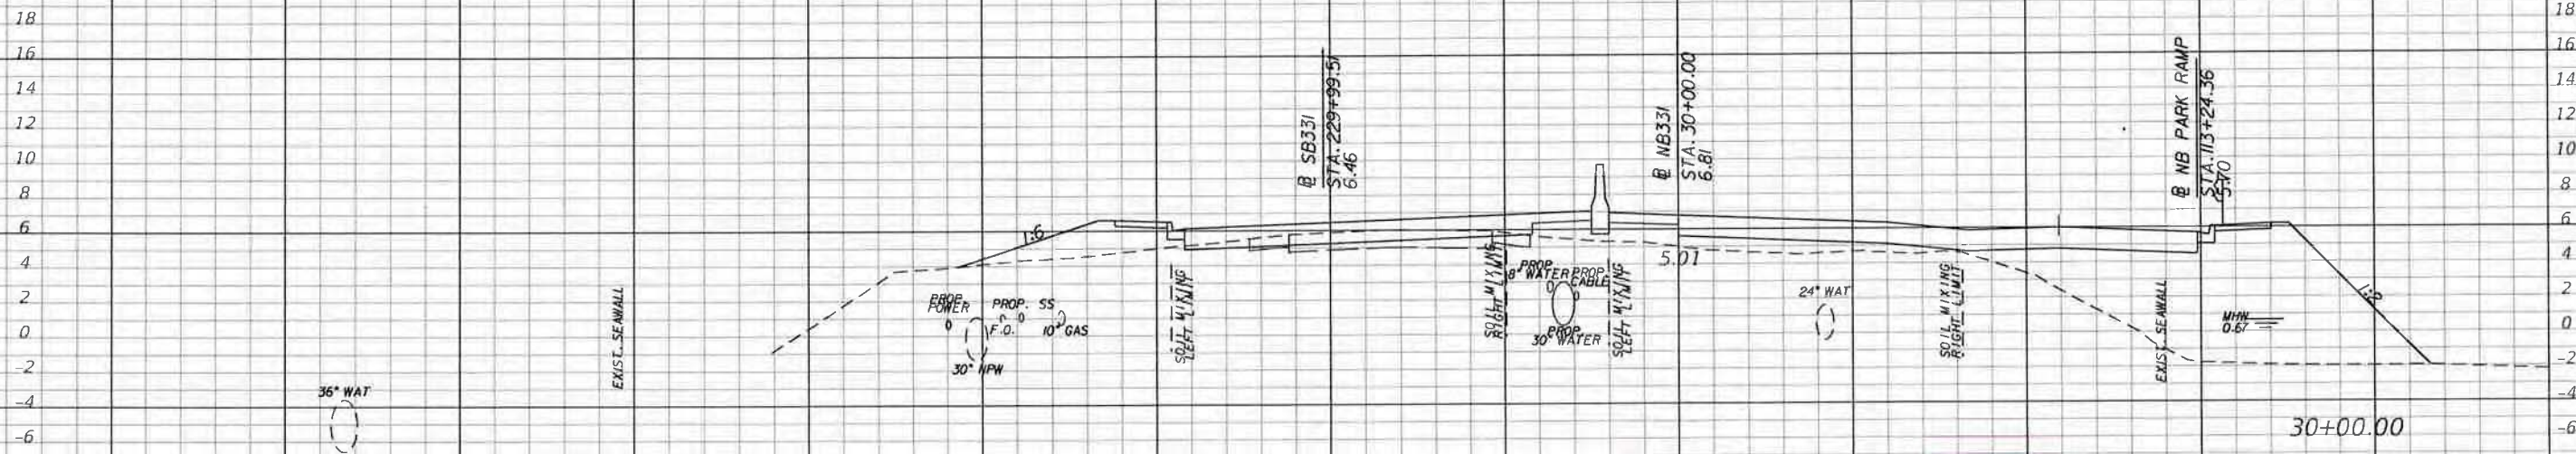 18
16
14
12
10
8
6
4
2
0
-2
-4
-6
18
16
14
12
10
8
6
4
2
0
-2
-4
-6
℄ SB331
STA. 229+99.51
6.46
℄ NB331
STA. 30+00.00
6.81
℄ NB PARK RAMP
STA. 113+24.36
5.70
1:6
5.01
1:2
EXIST. SEAWALL
36" WAT
PROP.
POWER
PROP. SS
F.O.
10" GAS
30" NPW
SOIL MIXING
LEFT LIMIT
SOIL MIXING
RIGHT LIMIT
PROP.
8" WATER
PROP.
CABLE
PROP.
30" WATER
SOIL MIXING
LEFT LIMIT
24" WAT
SOIL MIXING
RIGHT LIMIT
EXIST. SEAWALL
MHW
0.67
30+00.00